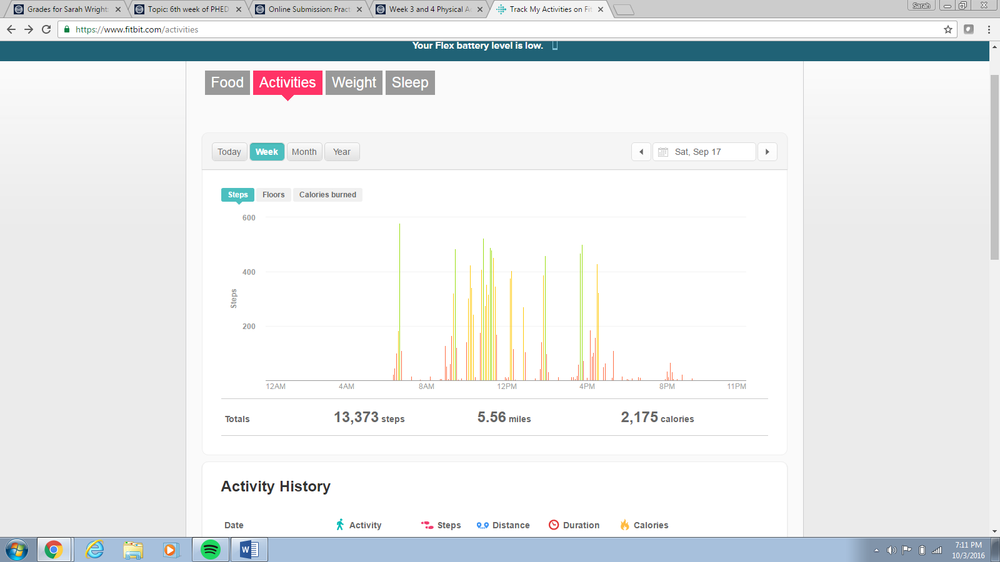 Grades for Sarah Wright:
Topic: 6th week of PHED
Online Submission: Pract
Week 3 and 4 Physical A
Track My Activities on Fit
Sarah
https://www.fitbit.com/activities
Your Flex battery level is low.
Food Activities Weight Sleep
Today Week Month Year
Sat, Sep 17
Steps Floors Calories burned
600
400
200
Steps
12AM 4AM 8AM 12PM 4PM 8PM 11PM
Totals 13,373 steps 5.56 miles 2,175 calories
Activity History
Date Activity Steps Distance Duration Calories
W
7:11 PM
10/3/2016